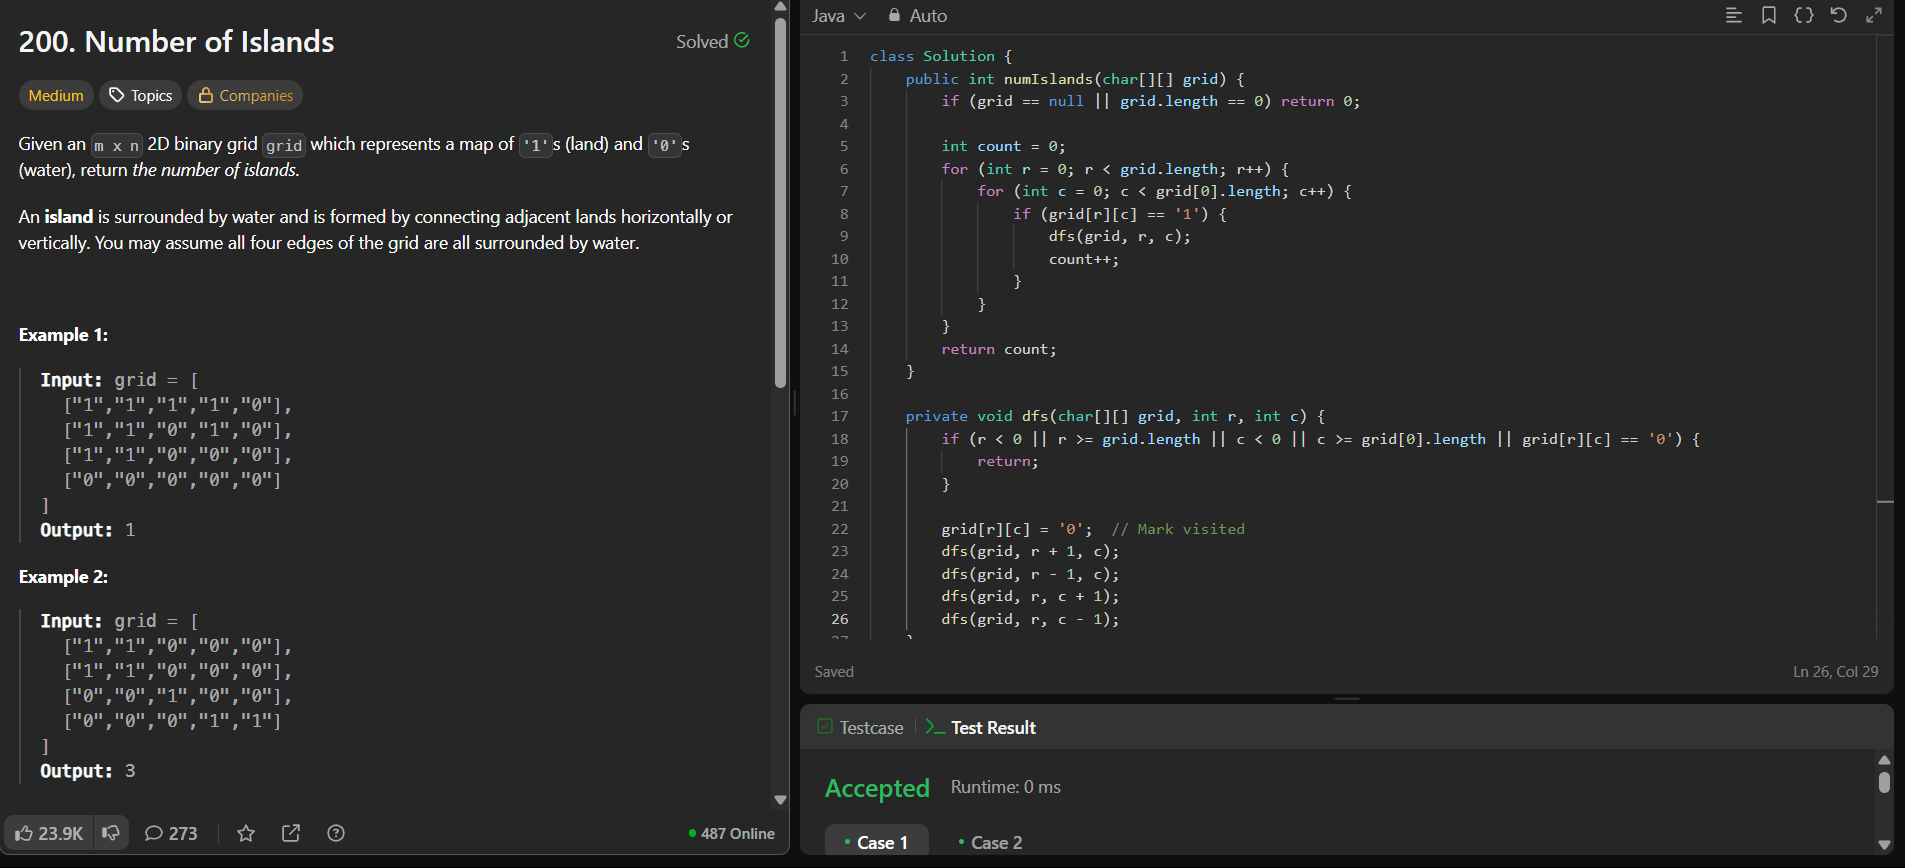 200. Number of Islands
Solved
Medium
Topics
Companies
Given an m x n 2D binary grid grid which represents a map of '1's (land) and '0's
(water), return the number of islands.
An island is surrounded by water and is formed by connecting adjacent lands horizontally or
vertically. You may assume all four edges of the grid are all surrounded by water.
Example 1:
Input: grid = [
["1","1","1","1","0"],
["1","1","0","1","0"],
["1","1","0","0","0"],
["0","0","0","0","0"]
]
Output: 1
Example 2:
Input: grid = [
["1","1","0","0","0"],
["1","1","0","0","0"],
["0","0","1","0","0"],
["0","0","0","1","1"]
]
Output: 3
23.9K
273
487 Online
Java
Auto
1 class Solution {
2 public int numIslands(char[][] grid) {
3 if (grid == null || grid.length == 0) return 0;
4
5 int count = 0;
6 for (int r = 0; r < grid.length; r++) {
7 for (int c = 0; c < grid[0].length; c++) {
8 if (grid[r][c] == '1') {
9 dfs(grid, r, c);
10 count++;
11 }
12 }
13 }
14 return count;
15 }
16
17 private void dfs(char[][] grid, int r, int c) {
18 if (r < 0 || r >= grid.length || c < 0 || c >= grid[0].length || grid[r][c] == '0') {
19 return;
20 }
21
22 grid[r][c] = '0'; // Mark visited
23 dfs(grid, r + 1, c);
24 dfs(grid, r - 1, c);
25 dfs(grid, r, c + 1);
26 dfs(grid, r, c - 1);
Saved
Ln 26, Col 29
Testcase
Test Result
Accepted
Runtime: 0 ms
Case 1
Case 2